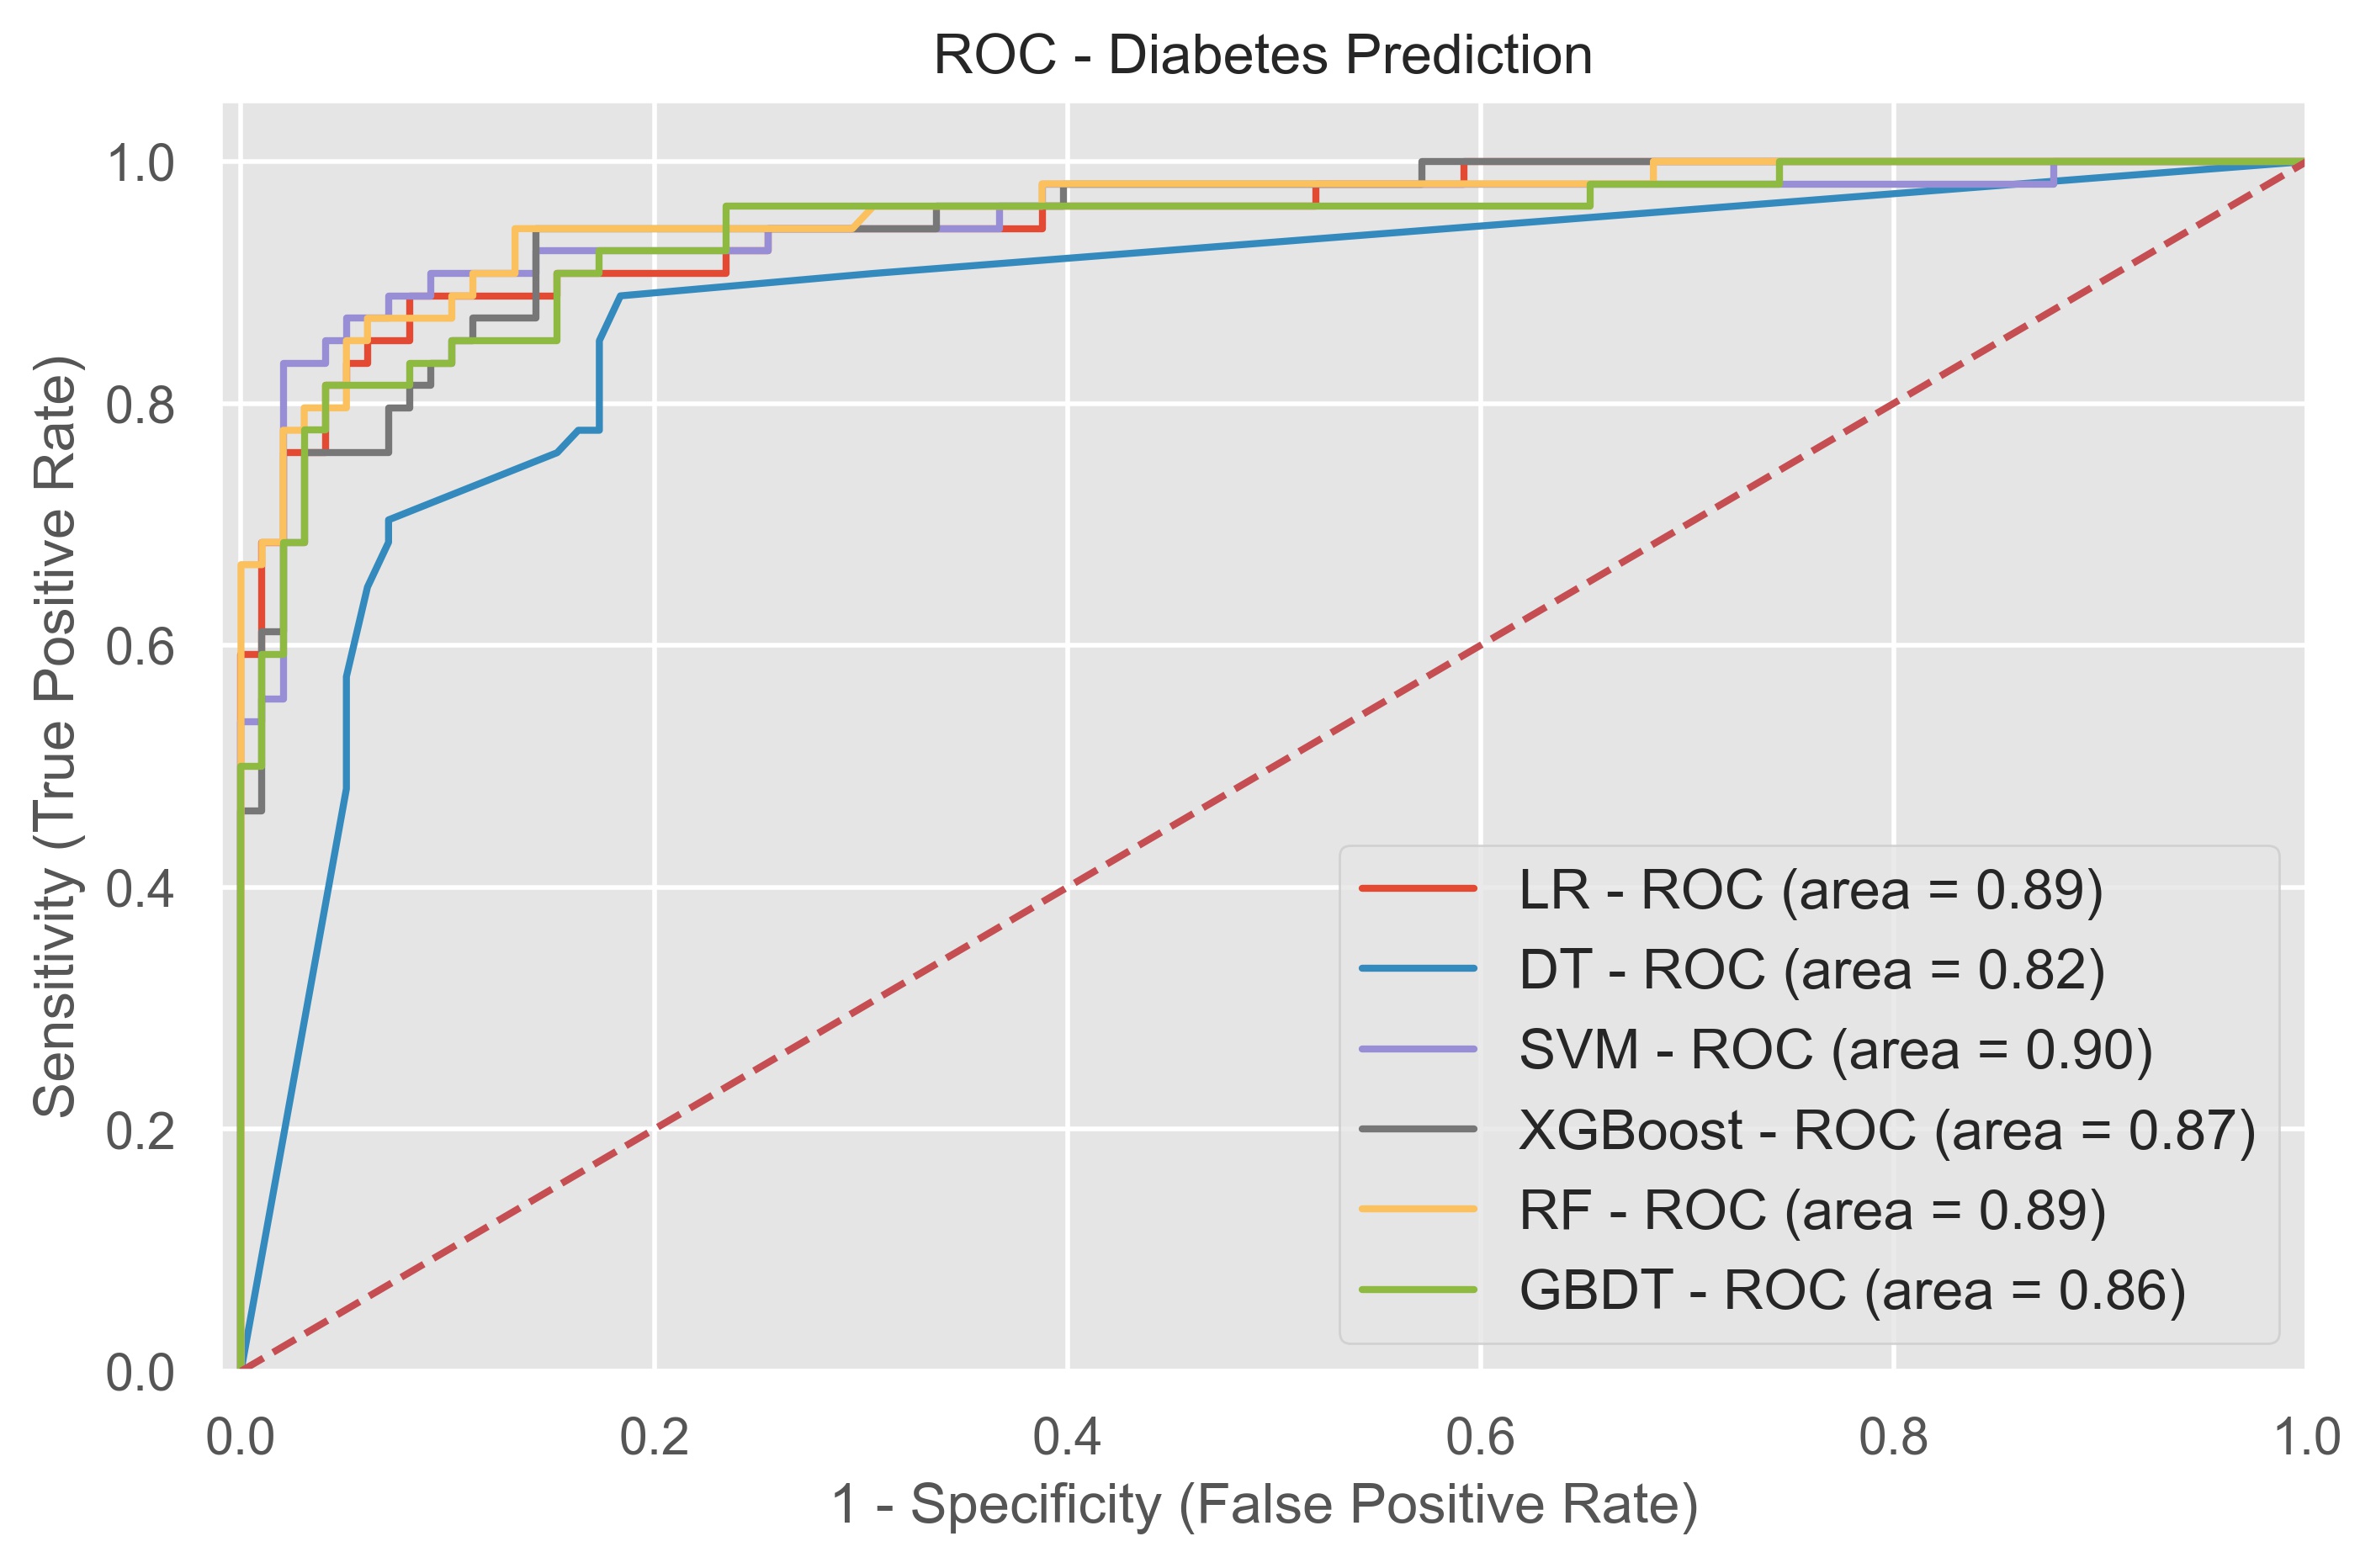 ROC - Diabetes Prediction
Sensitivity (True Positive Rate)
1.0
0.8
0.6
0.4
0.2
0.0
LR - ROC (area = 0.89)
DT - ROC (area = 0.82)
SVM - ROC (area = 0.90)
XGBoost - ROC (area = 0.87)
RF - ROC (area = 0.89)
GBDT - ROC (area = 0.86)
0.0 0.2 0.4 0.6 0.8 1.0
1 - Specificity (False Positive Rate)